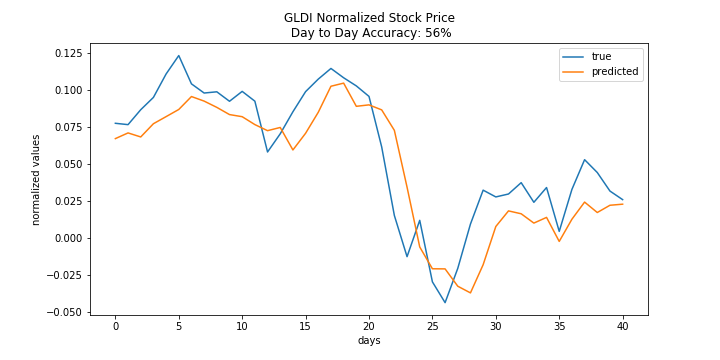 GLDI Normalized Stock Price
Day to Day Accuracy: 56%
true
predicted
normalized values
0.125
0.100
0.075
0.050
0.025
0.000
−0.025
−0.050
0 5 10 15 20 25 30 35 40
days